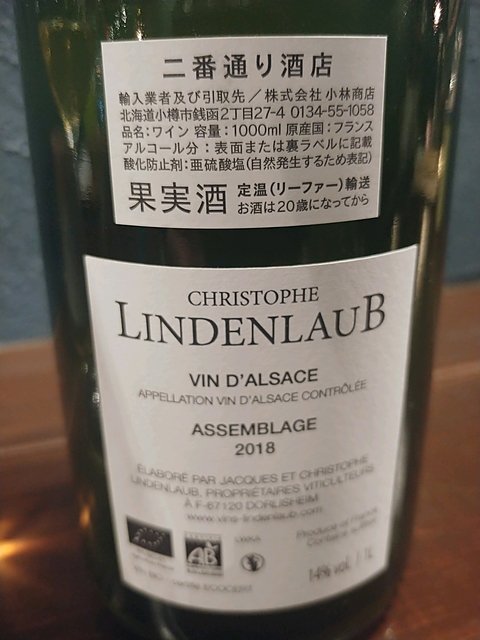 二番通り酒店
輸入業者及び引取先／株式会社 小林商店
北海道小樽市銭函2丁目27-4 0134-55-1058
品名:ワイン 容量:1000ml 原産国:フランス
アルコール分:表面または裏ラベルに記載
酸化防止剤:亜硫酸塩(自然発生するため表記)
果実酒 定温(リーファー)輸送
お酒は20歳になってから
CHRISTOPHE
LINDENLAUB
VIN D'ALSACE
APPELLATION VIN D'ALSACE CONTRÔLÉE
ASSEMBLAGE
2018
ÉLABORÉ PAR JACQUES ET CHRISTOPHE
LINDENLAUB, PROPRIÉTAIRES VITICULTEURS
À F-67120 DORLISHEIM
www.vins-lindenlaub.com
Produce of France
AB
14% vol. 1L